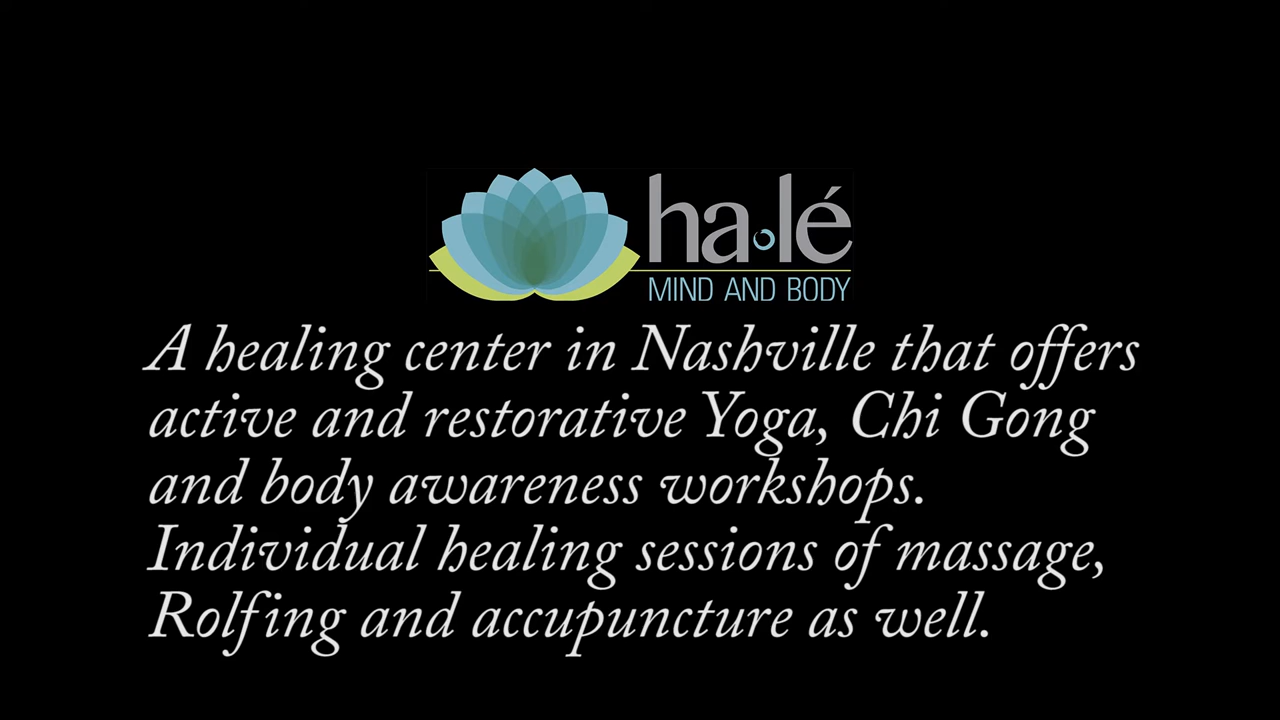 ha·lé
MIND AND BODY
A healing center in Nashville that offers
active and restorative Yoga, Chi Gong
and body awareness workshops.
Individual healing sessions of massage,
Rolfing and accupuncture as well.